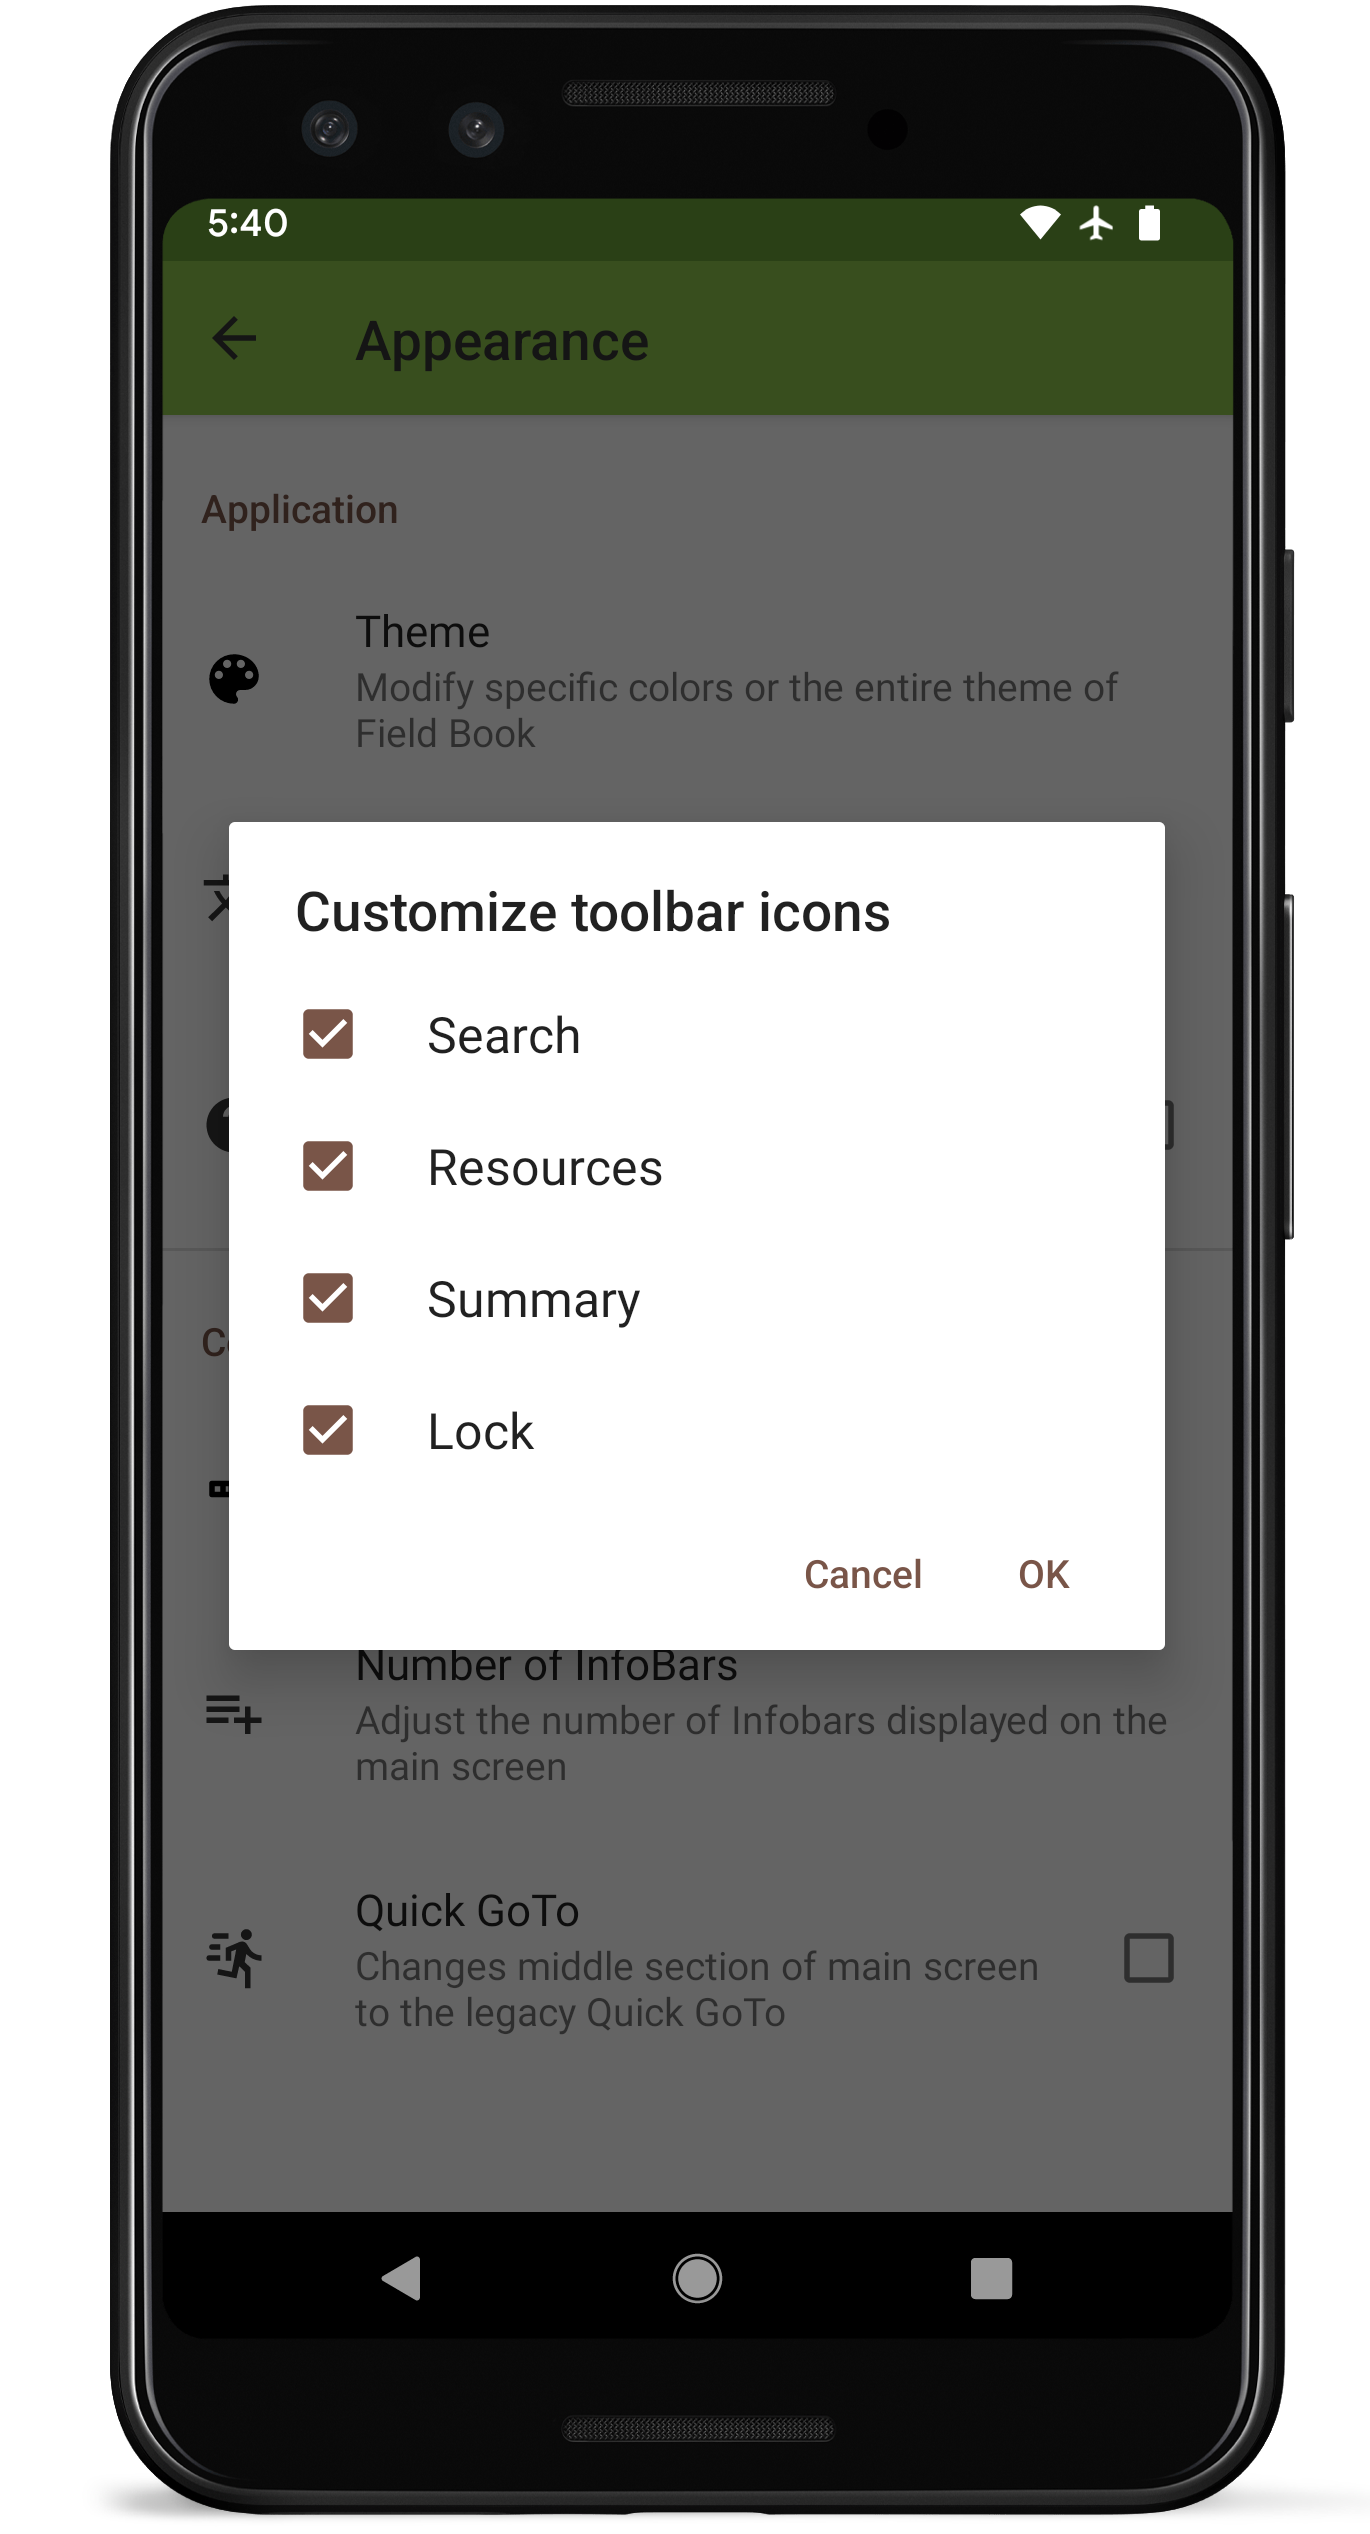 5:40
Appearance
Application
Theme
Modify specific colors or the entire theme of
Field Book
Customize toolbar icons
Search
Resources
Summary
Lock
Cancel
OK
Number of InfoBars
Adjust the number of Infobars displayed on the
main screen
Quick GoTo
Changes middle section of main screen
to the legacy Quick GoTo